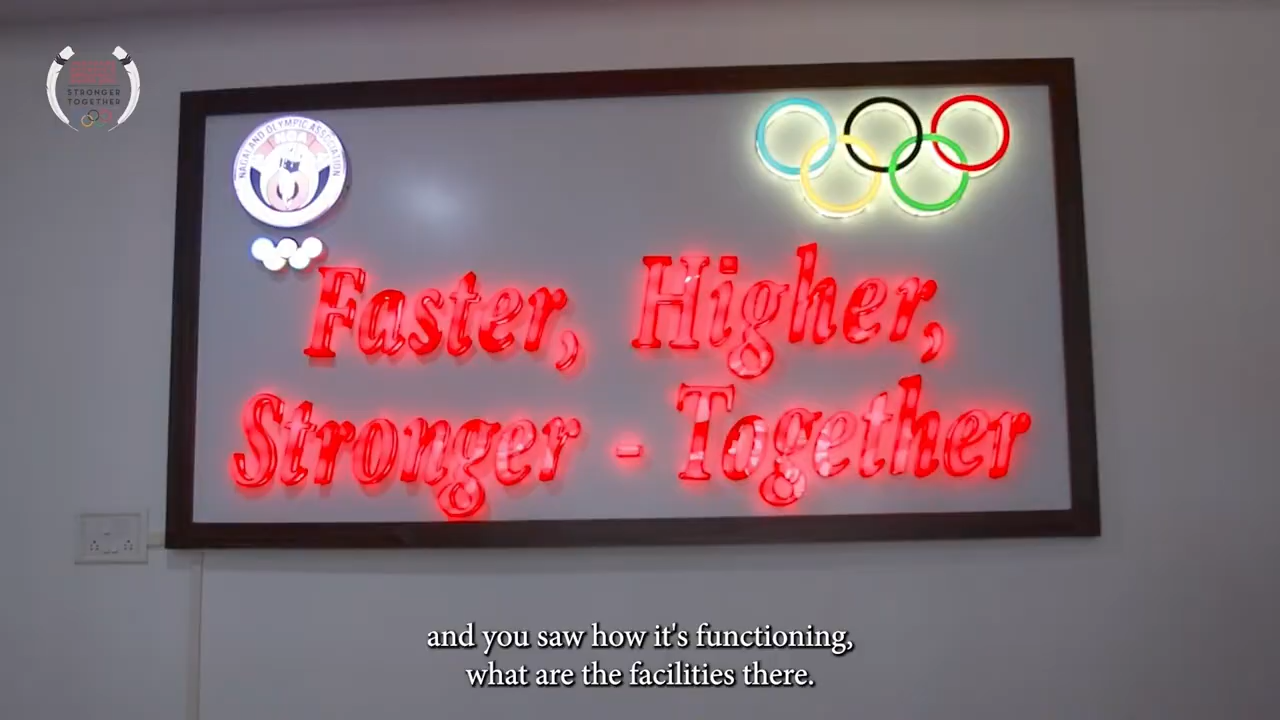 STRONGER
TOGETHER
NAGALAND OLYMPIC ASSOCIATION
Faster, Higher,
Stronger - Together
and you saw how it's functioning,
what are the facilities there.